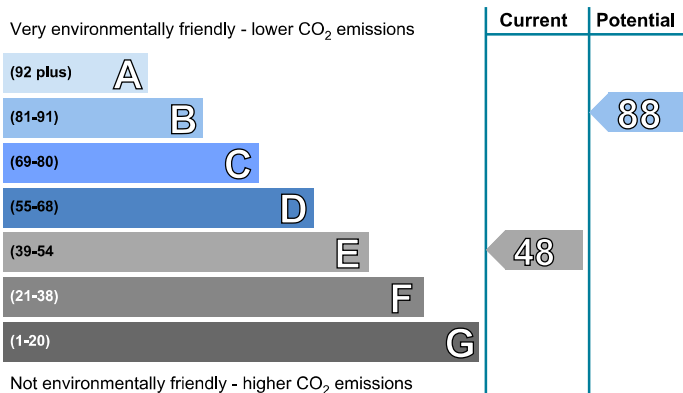 Very environmentally friendly - lower CO₂ emissions
Current
Potential
(92 plus) A
(81-91) B
88
(69-80) C
(55-68) D
(39-54 E
48
(21-38) F
(1-20) G
Not environmentally friendly - higher CO₂ emissions